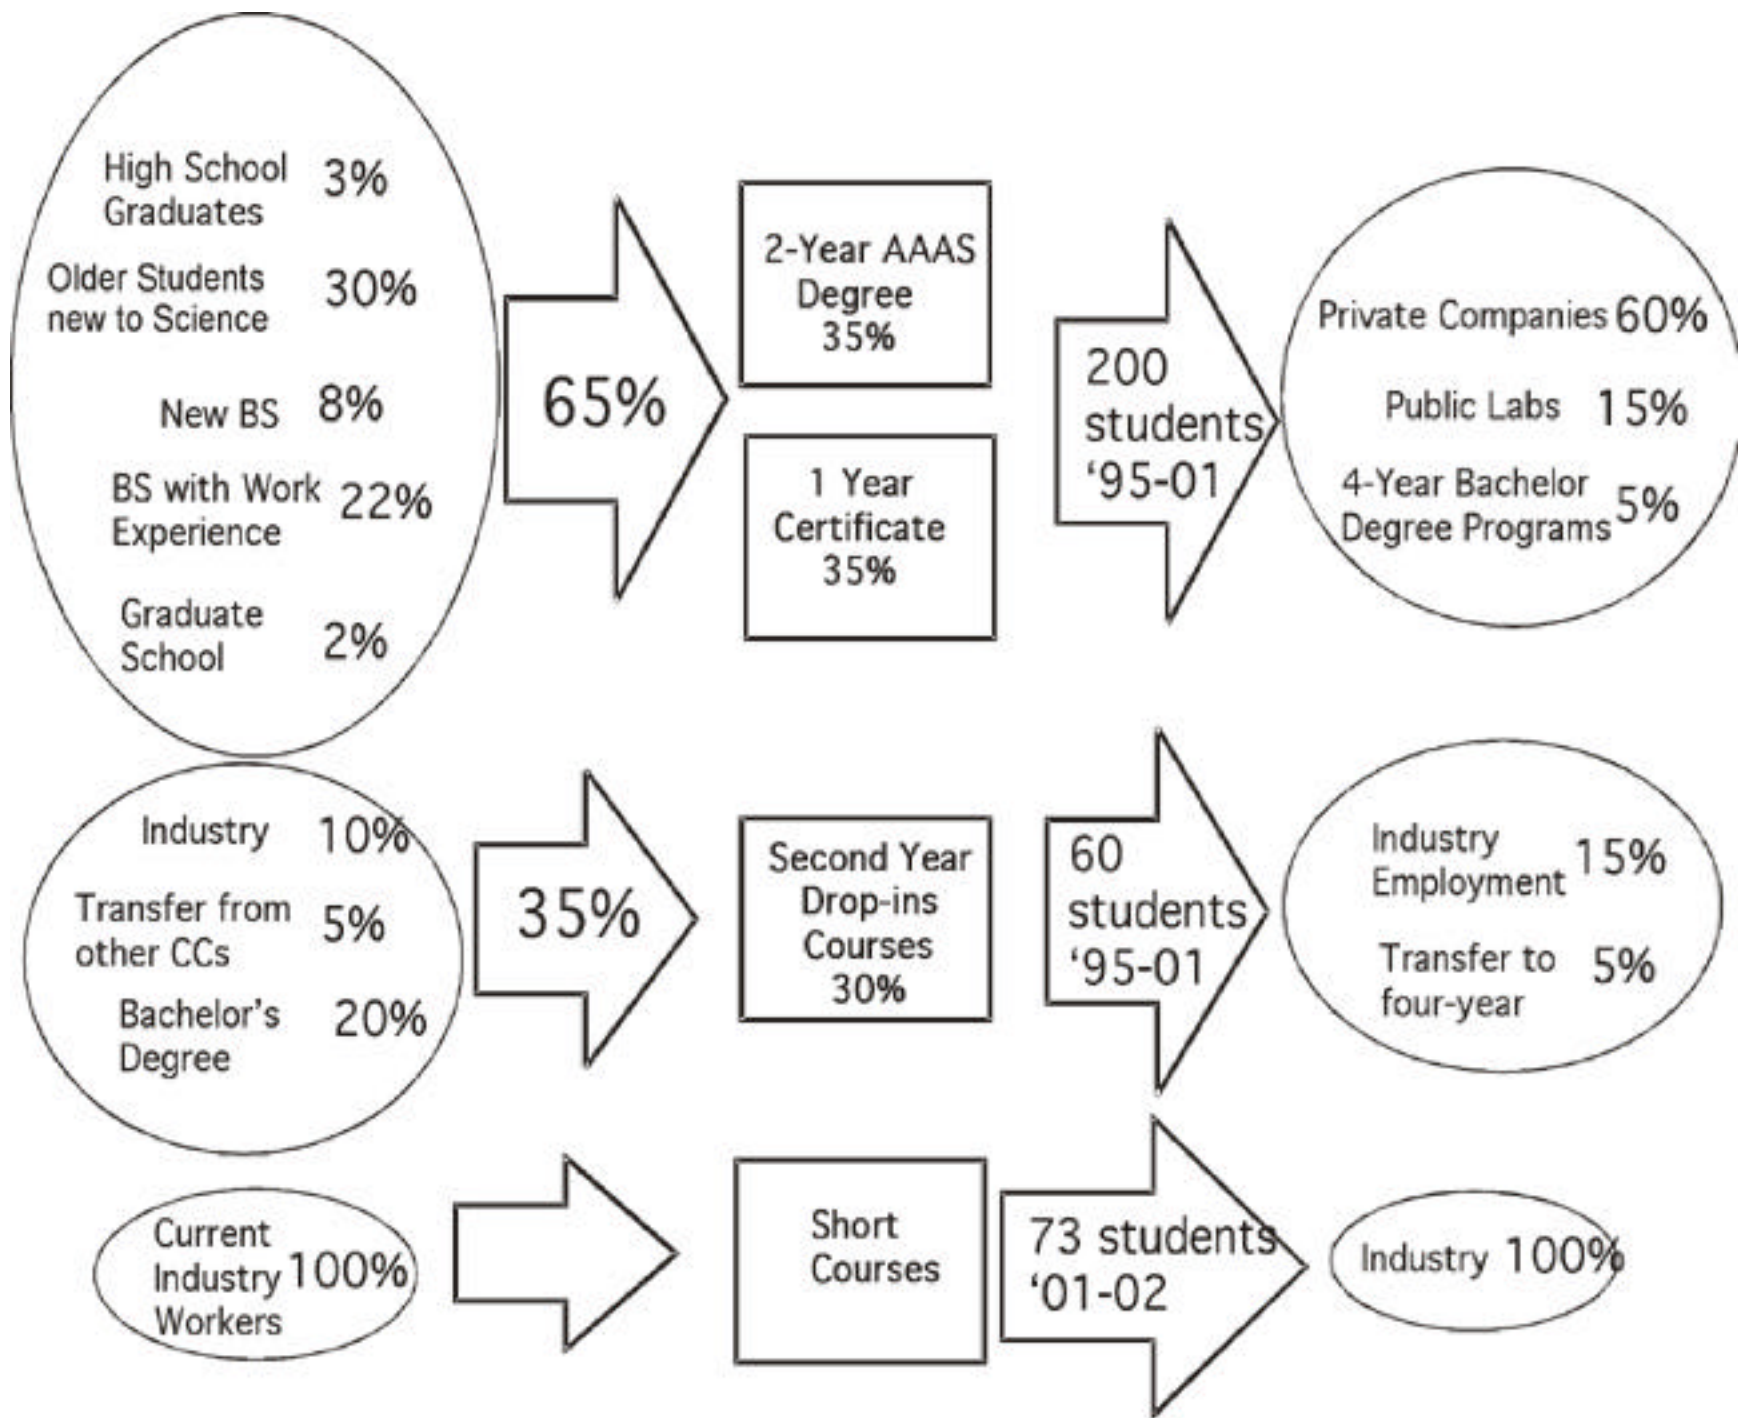 High School 3%
Graduates
Older Students 30%
new to Science
New BS 8%
BS with Work 22%
Experience
Graduate
School 2%
65%
2-Year AAAS
Degree
35%
1 Year
Certificate
35%
200
students
‘95-01
Private Companies 60%
Public Labs 15%
4-Year Bachelor
Degree Programs 5%
Industry 10%
Transfer from 5%
other CCs
Bachelor's 20%
Degree
35%
Second Year
Drop-ins
Courses
30%
60
students
‘95-01
Industry 15%
Employment
Transfer to 5%
four-year
Current
Industry 100%
Workers
Short
Courses
73 students
‘01-02
Industry 100%